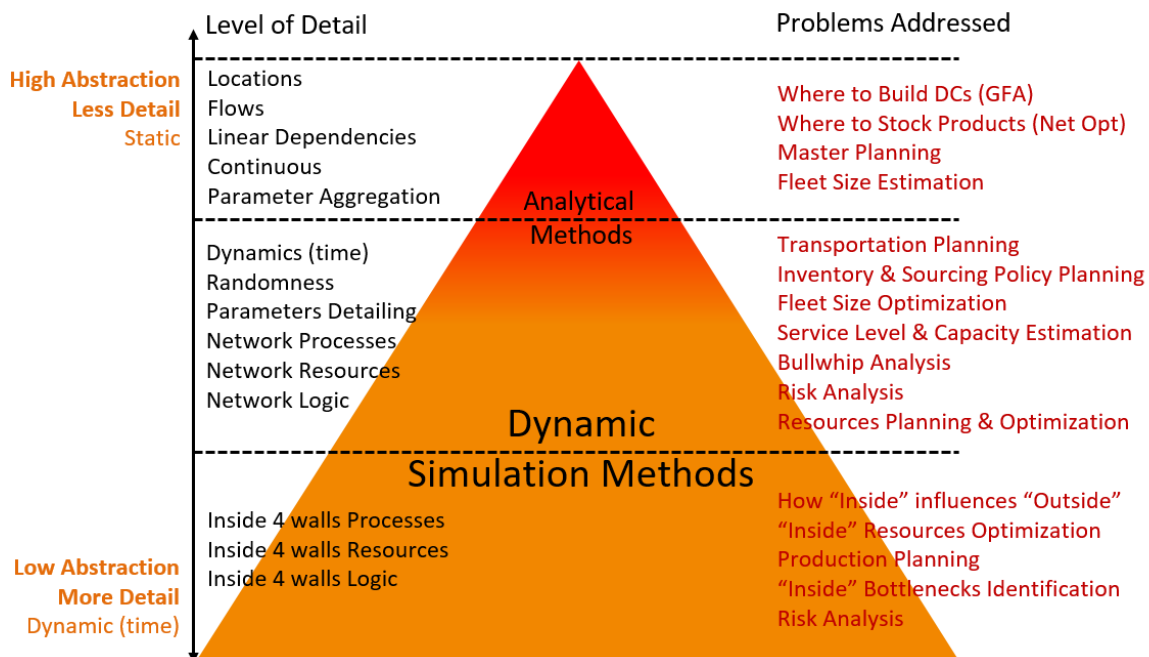 Level of Detail
Problems Addressed
High Abstraction
Less Detail
Static
Locations
Flows
Linear Dependencies
Continuous
Parameter Aggregation
Where to Build DCs (GFA)
Where to Stock Products (Net Opt)
Master Planning
Fleet Size Estimation
Analytical
Methods
Dynamics (time)
Randomness
Parameters Detailing
Network Processes
Network Resources
Network Logic
Transportation Planning
Inventory & Sourcing Policy Planning
Fleet Size Optimization
Service Level & Capacity Estimation
Bullwhip Analysis
Risk Analysis
Resources Planning & Optimization
Dynamic
Simulation Methods
Inside 4 walls Processes
Inside 4 walls Resources
Inside 4 walls Logic
How “Inside” influences “Outside”
“Inside” Resources Optimization
Production Planning
“Inside” Bottlenecks Identification
Risk Analysis
Low Abstraction
More Detail
Dynamic (time)